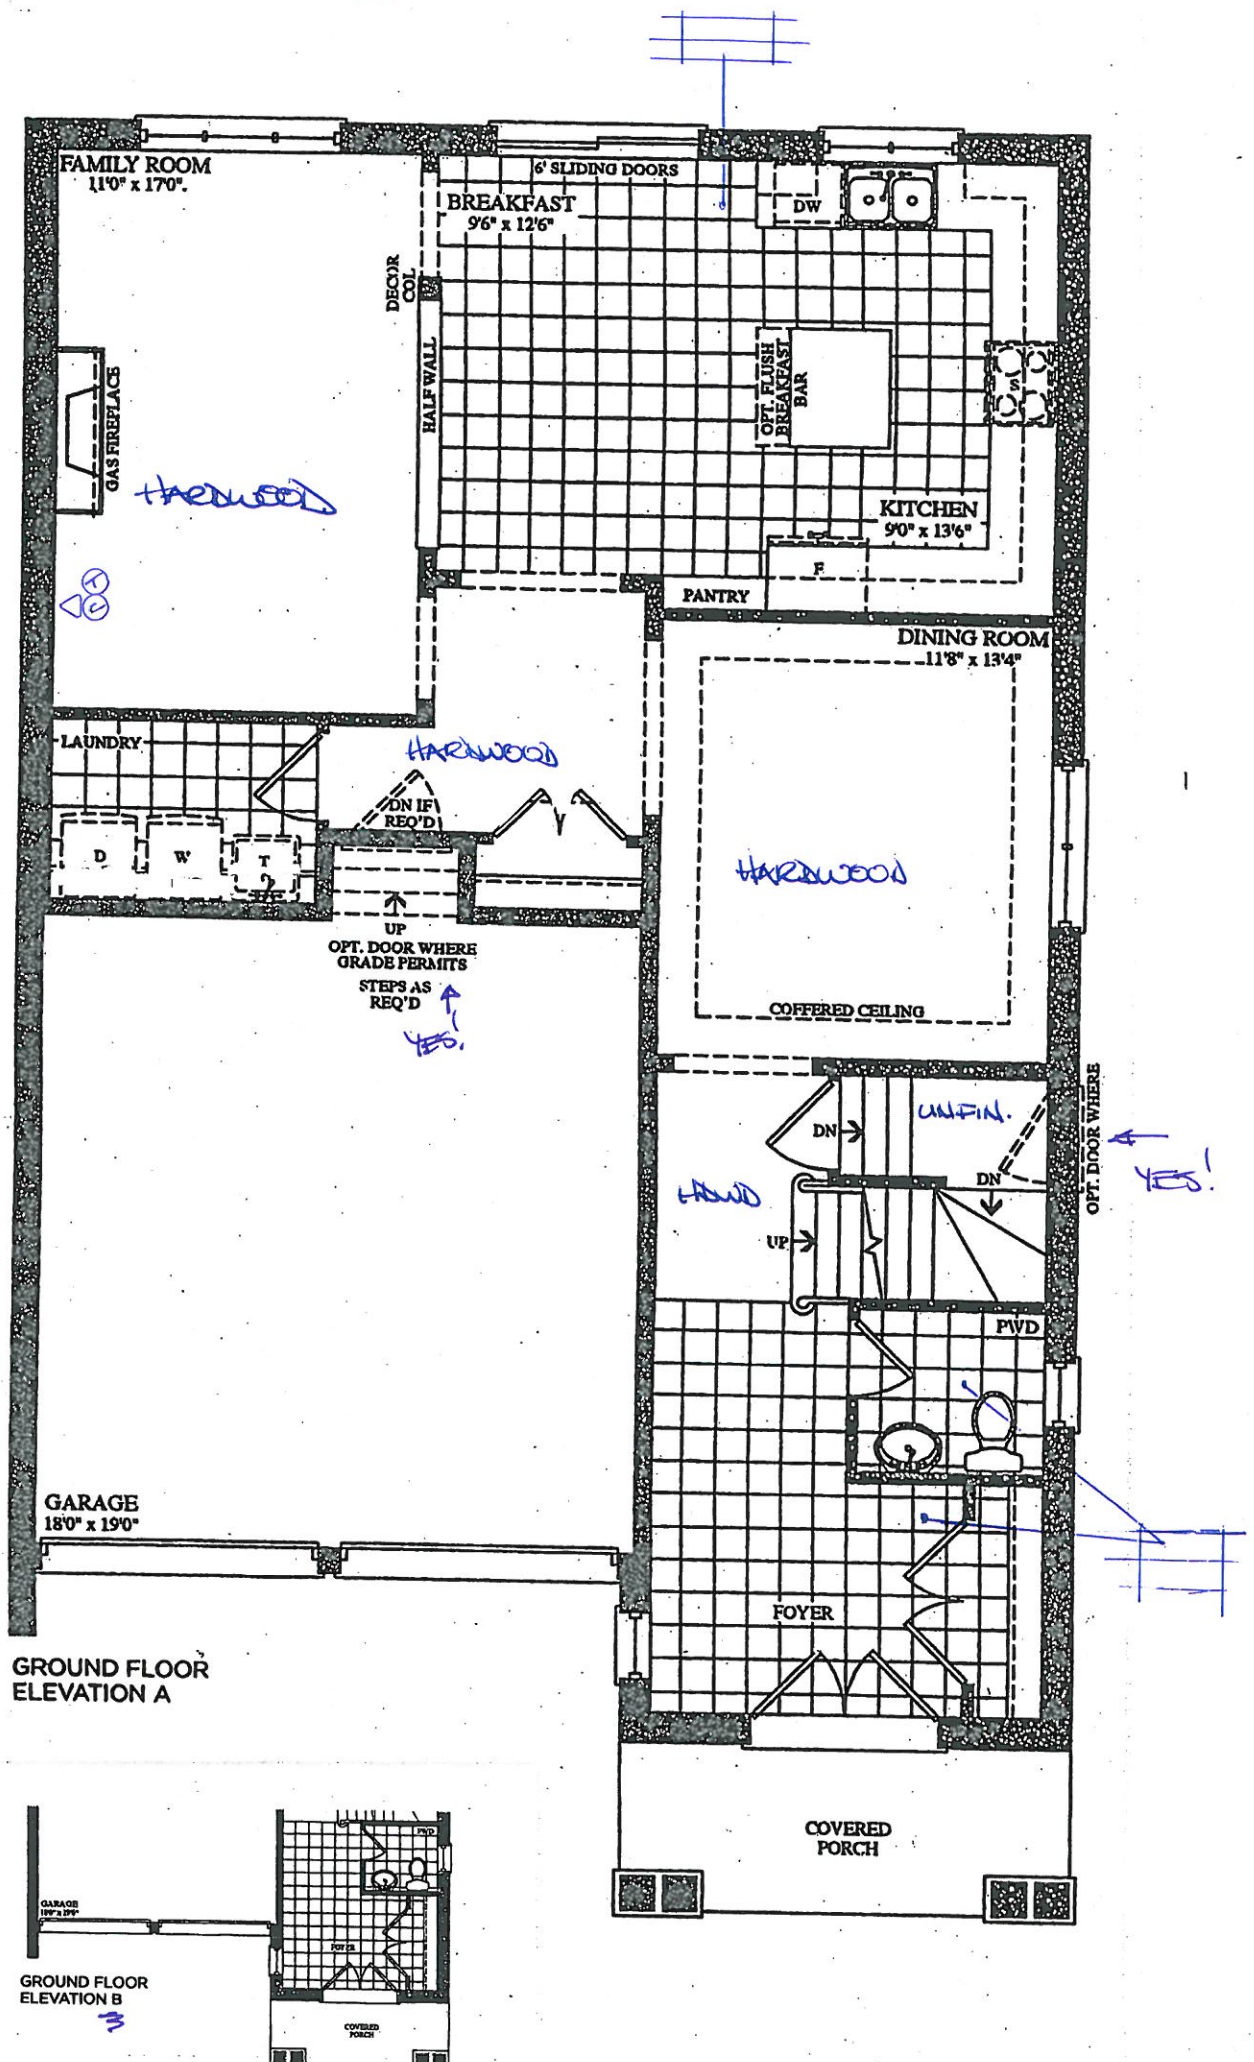 FAMILY ROOM
11'0" x 17'0".
6' SLIDING DOORS
BREAKFAST
9'6" x 12'6"
DW
DECOR
COL
HALF WALL
GAS FIREPLACE
OPT. FLUSH
BREAKFAST
BAR
S
HARDWOOD
KITCHEN
9'0" x 13'6"
F
T
C
PANTRY
DINING ROOM
11'8" x 13'4"
LAUNDRY
HARDWOOD
DN IF
REQ'D
D
W
T
HARDWOOD
UP
OPT. DOOR WHERE
GRADE PERMITS
STEPS AS
REQ'D
YES!
COFFERED CEILING
UNFIN.
DN
OPT. DOOR WHERE
YES!
DN
HDWD
UP
PWD
GARAGE
18'0" x 19'0"
FOYER
GROUND FLOOR
ELEVATION A
COVERED
PORCH
PWD
GARAGE
18'0" x 19'0"
FOYER
GROUND FLOOR
ELEVATION B
COVERED
PORCH